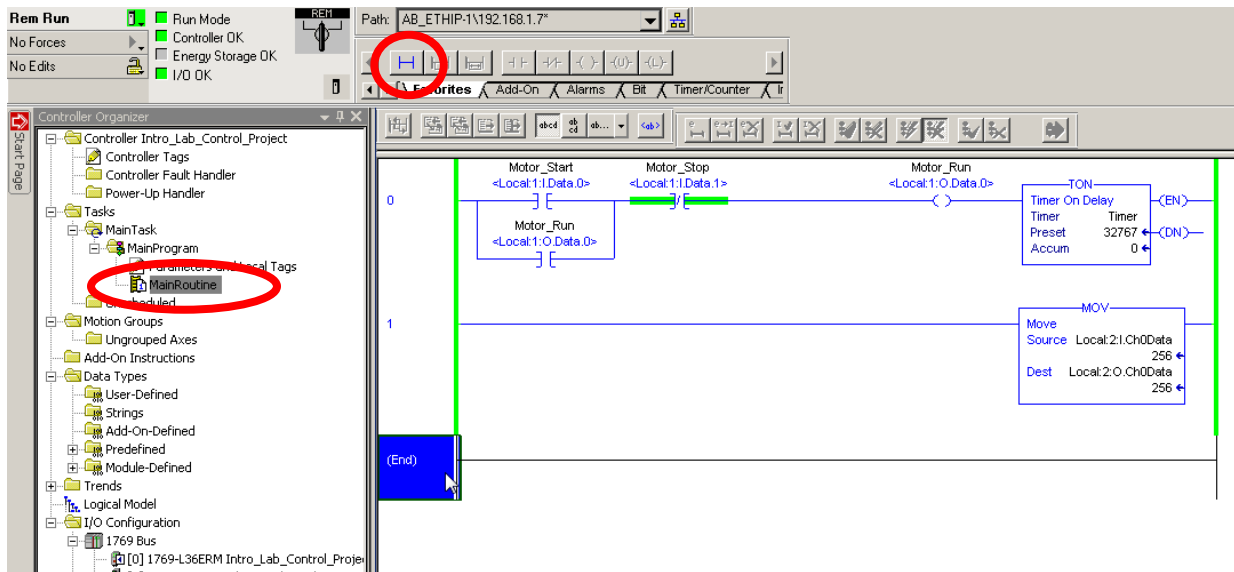 Rem Run
Run Mode
No Forces
Controller OK
Energy Storage OK
No Edits
I/O OK
REM
Path: AB_ETHIP-1\192.168.1.7*
Favorites Add-On Alarms Bit Timer/Counter
Start Page
Controller Organizer
Controller Intro_Lab_Control_Project
Controller Tags
Controller Fault Handler
Power-Up Handler
Tasks
MainTask
MainProgram
Parameters and Local Tags
MainRoutine
Unscheduled
Motion Groups
Ungrouped Axes
Add-On Instructions
Data Types
User-Defined
Strings
Add-On-Defined
Predefined
Module-Defined
Trends
Logical Model
I/O Configuration
1769 Bus
[0] 1769-L36ERM Intro_Lab_Control_Proje
0
Motor_Start
<Local:1:I.Data.0>
Motor_Stop
<Local:1:I.Data.1>
Motor_Run
<Local:1:O.Data.0>
Motor_Run
<Local:1:O.Data.0>
TON
Timer On Delay
Timer Timer
Preset 32767
Accum 0
(EN)
(DN)
1
MOV
Move
Source Local:2:I.Ch0Data
256
Dest Local:2:O.Ch0Data
256
(End)